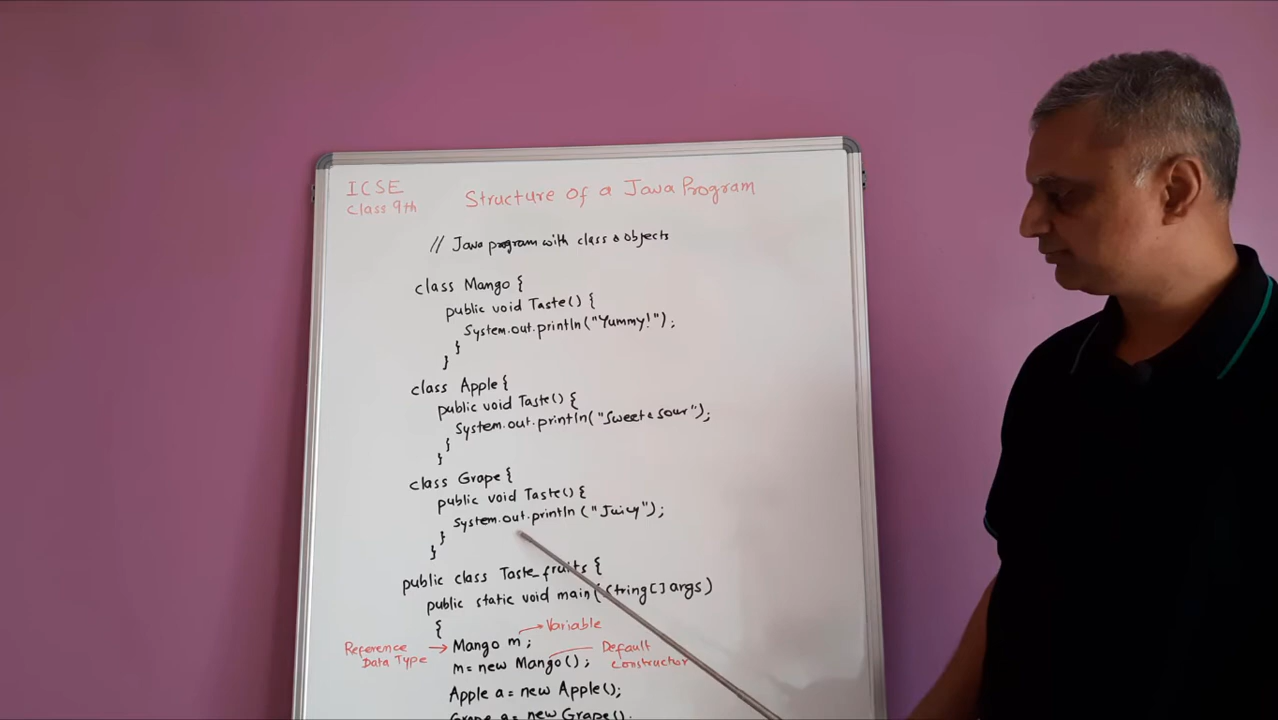 ICSE
Class 9th
Structure of a Java Program
// Java program with class & objects
class Mango {
public void Taste() {
System.out.println("Yummy!");
}
}
class Apple {
public void Taste() {
System.out.println("Sweet & Sour");
}
}
class Grape {
public void Taste() {
System.out.println ("Juicy");
}
}
public class Taste_fruits {
public static void main(String[] args)
{
Variable
Reference
Data Type
Mango m;
Default
constructor
m = new Mango();
Apple a = new Apple();
Grape g = new Grape().